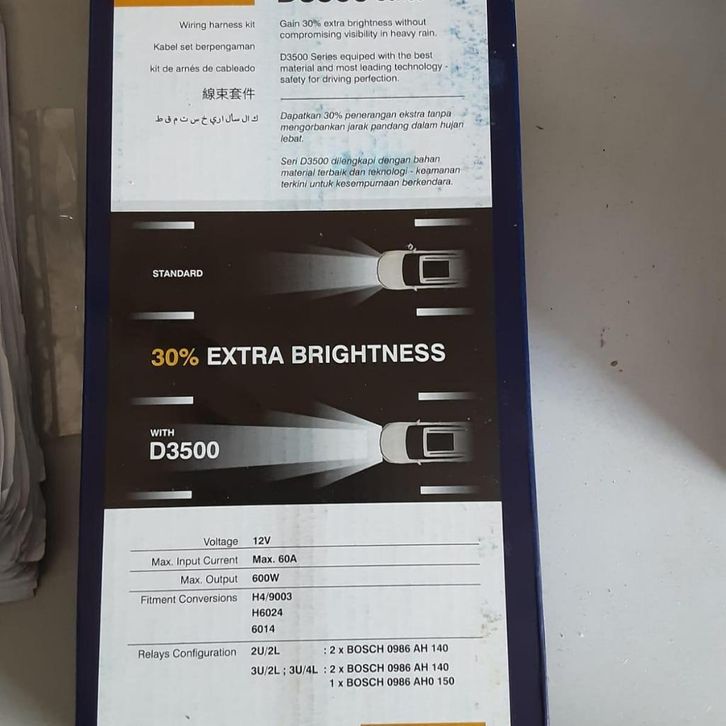 D3500
Wiring harness kit
Kabel set berpengaman
kit de arnés de cableado
線束套件
ك ال سأل اري خ س ت م ق ط
Gain 30% extra brightness without
compromising visibility in heavy rain.
D3500 Series equiped with the best
material and most leading technology -
safety for driving perfection.
Dapatkan 30% penerangan ekstra tanpa
mengorbankan jarak pandang dalam hujan
lebat.
Seri D3500 dilengkapi dengan bahan
material terbaik dan teknologi - keamanan
terkini untuk kesempurnaan berkendara.
STANDARD
30% EXTRA BRIGHTNESS
WITH
D3500
Voltage 12V
Max. Input Current Max. 60A
Max. Output 600W
Fitment Conversions H4/9003
H6024
6014
Relays Configuration 2U/2L : 2 x BOSCH 0986 AH 140
3U/2L ; 3U/4L : 2 x BOSCH 0986 AH 140
1 x BOSCH 0986 AH0 150